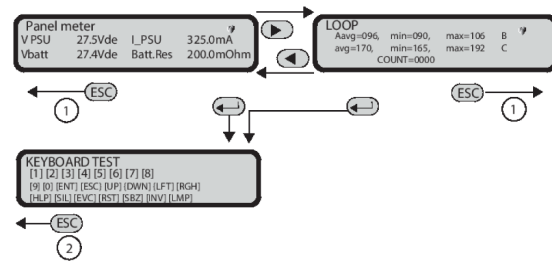 Panel meter
V PSU 27.5Vde I_PSU 325.0mA
Vbatt 27.4Vde Batt.Res 200.0mOhm
LOOP
Aavg=096, min=090, max=106 B
avg=170, min=165, max=192 C
COUNT=0000
ESC
1
ESC
1
KEYBOARD TEST
[1] [2] [3] [4] [5] [6] [7] [8]
[9] [0] [ENT] [ESC] [UP] [DWN] [LFT] [RGH]
[HLP] [SIL] [EVC] [RST] [SBZ] [INV] [LMP]
ESC
2